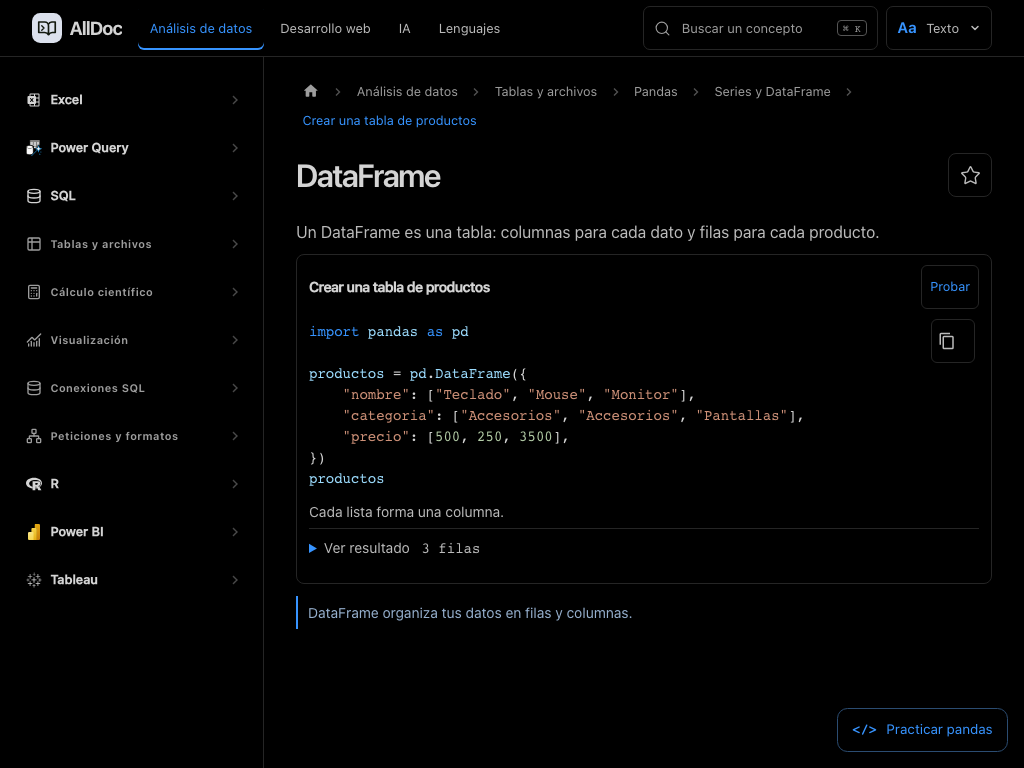 AllDoc
Análisis de datos
Desarrollo web
IA
Lenguajes
Buscar un concepto
⌘ K
Aa Texto
Excel
Power Query
SQL
Tablas y archivos
Cálculo científico
Visualización
Conexiones SQL
Peticiones y formatos
R
Power BI
Tableau
Análisis de datos > Tablas y archivos > Pandas > Series y DataFrame >
Crear una tabla de productos
DataFrame
Un DataFrame es una tabla: columnas para cada dato y filas para cada producto.
Crear una tabla de productos
Probar
import pandas as pd
productos = pd.DataFrame({
    "nombre": ["Teclado", "Mouse", "Monitor"],
    "categoria": ["Accesorios", "Accesorios", "Pantallas"],
    "precio": [500, 250, 3500],
})
productos
Cada lista forma una columna.
Ver resultado 3 filas
DataFrame organiza tus datos en filas y columnas.
</> Practicar pandas